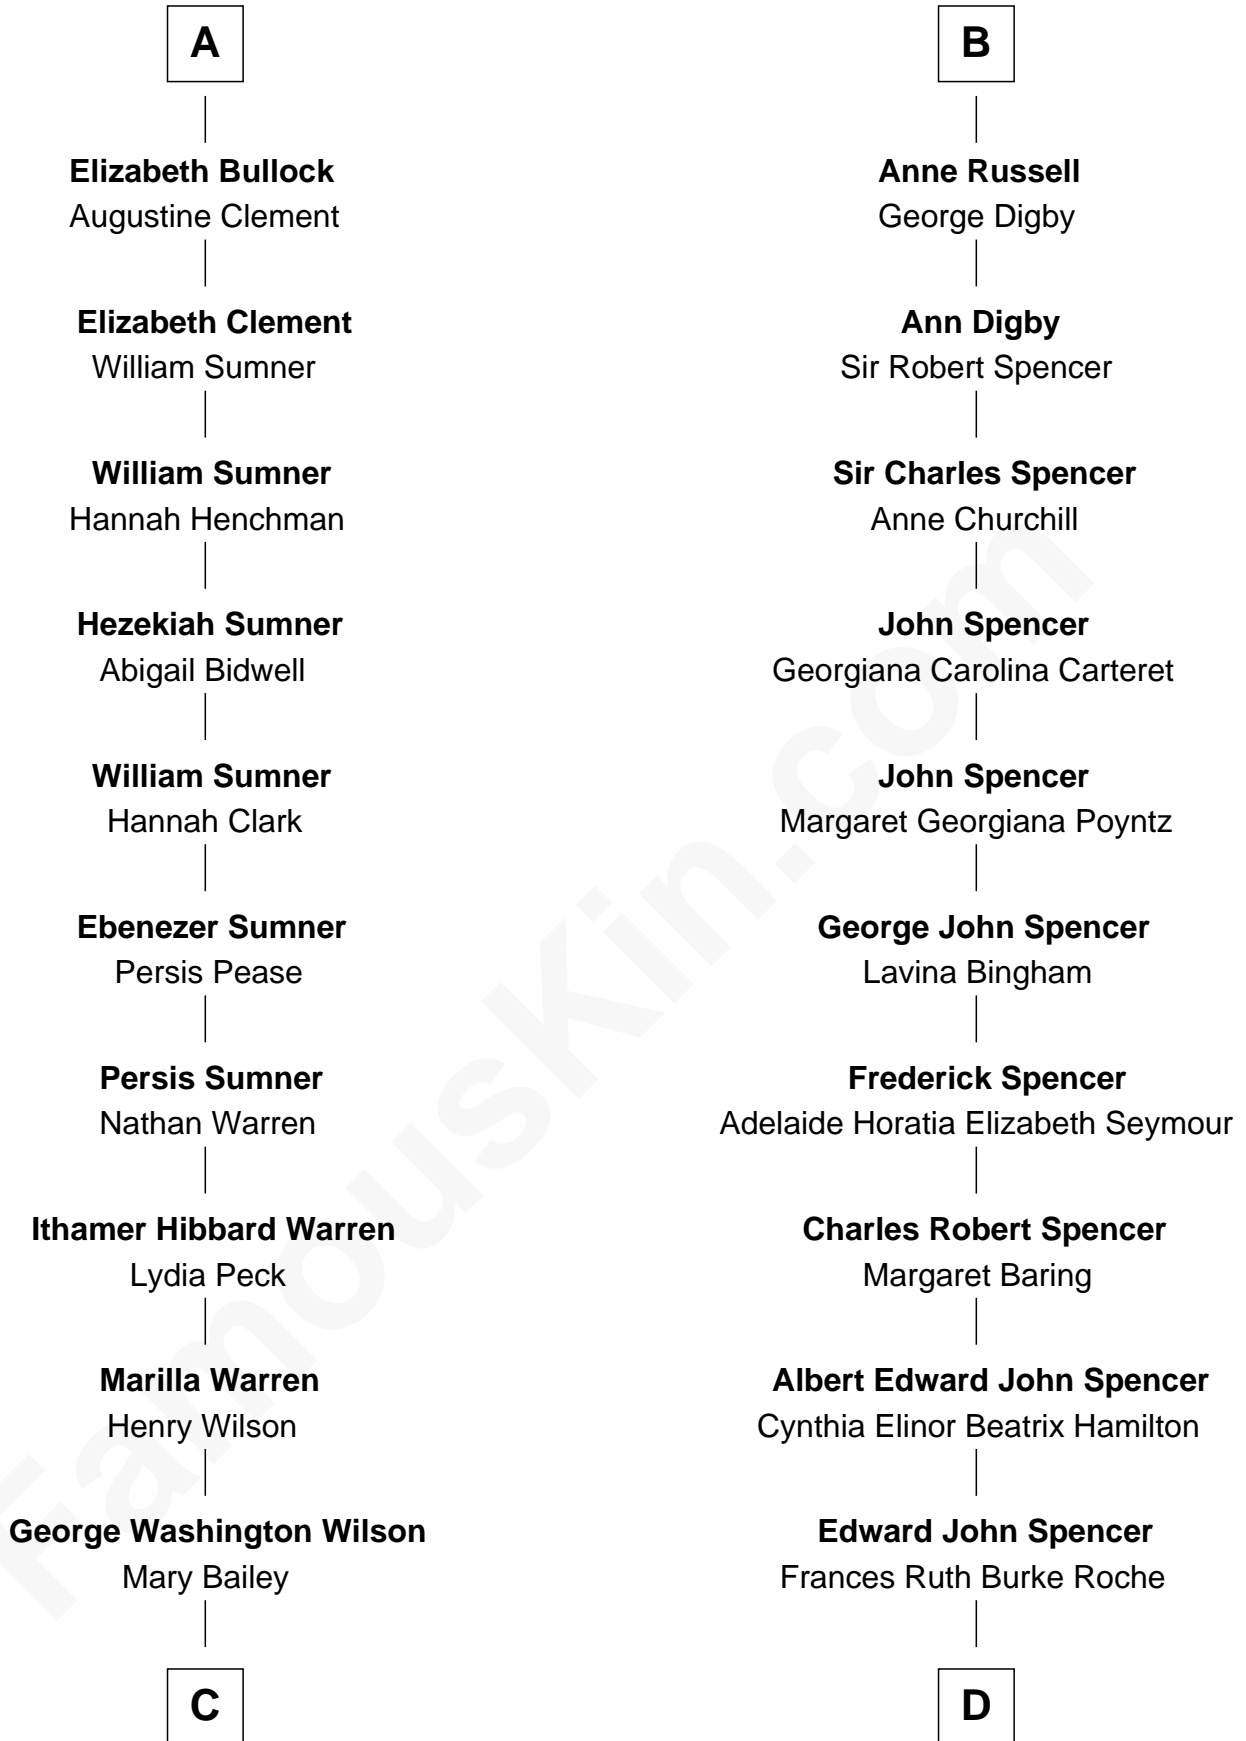 A
Elizabeth Bullock
Augustine Clement
Elizabeth Clement
William Sumner
William Sumner
Hannah Henchman
Hezekiah Sumner
Abigail Bidwell
William Sumner
Hannah Clark
Ebenezer Sumner
Persis Pease
Persis Sumner
Nathan Warren
Ithamer Hibbard Warren
Lydia Peck
Marilla Warren
Henry Wilson
George Washington Wilson
Mary Bailey
C
B
Anne Russell
George Digby
Ann Digby
Sir Robert Spencer
Sir Charles Spencer
Anne Churchill
John Spencer
Georgiana Carolina Carteret
John Spencer
Margaret Georgiana Poyntz
George John Spencer
Lavina Bingham
Frederick Spencer
Adelaide Horatia Elizabeth Seymour
Charles Robert Spencer
Margaret Baring
Albert Edward John Spencer
Cynthia Elinor Beatrix Hamilton
Edward John Spencer
Frances Ruth Burke Roche
D
FamousKin.com